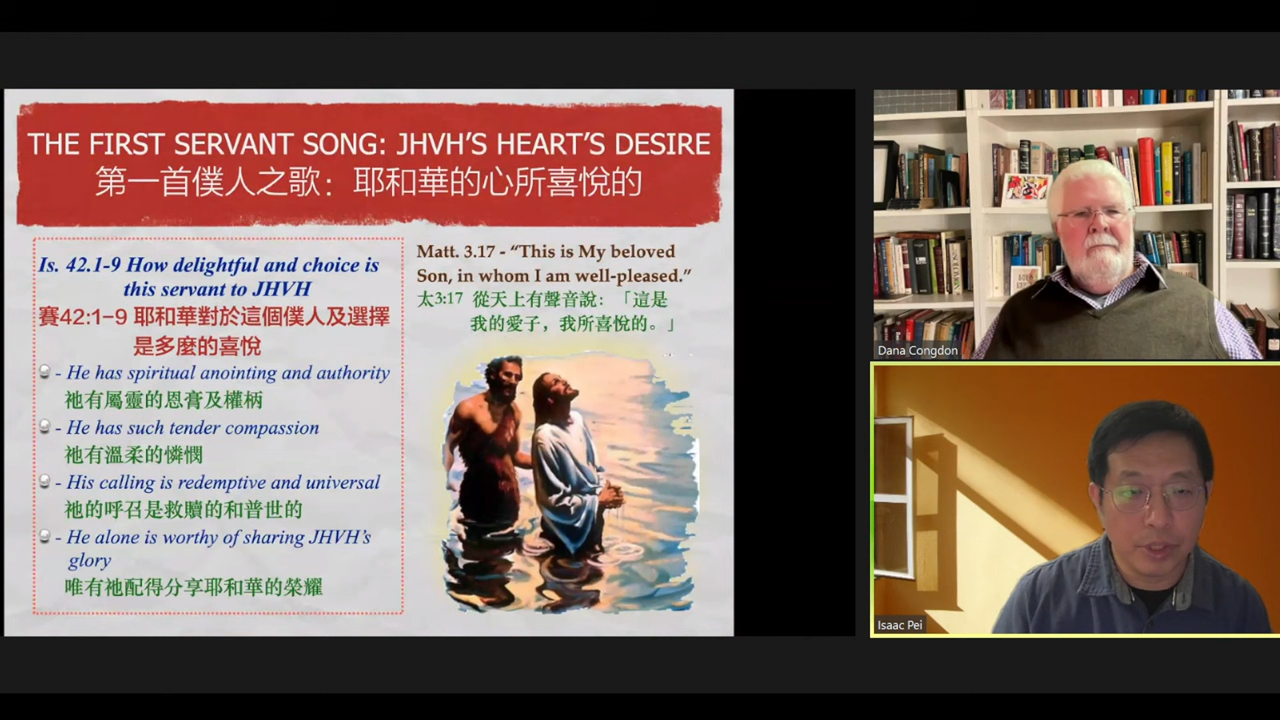 THE FIRST SERVANT SONG: JHVH'S HEART'S DESIRE
第一首僕人之歌：耶和華的心所喜悅的
Is. 42.1-9 How delightful and choice is
this servant to JHVH
賽42:1-9 耶和華對於這個僕人及選擇
是多麼的喜悅
- He has spiritual anointing and authority
祂有屬靈的恩膏及權柄
- He has such tender compassion
祂有溫柔的憐憫
- His calling is redemptive and universal
祂的呼召是救贖的和普世的
- He alone is worthy of sharing JHVH's
glory
唯有祂配得分享耶和華的榮耀
Matt. 3.17 - “This is My beloved
Son, in whom I am well-pleased.”
太3:17 從天上有聲音說：「這是
我的愛子，我所喜悅的。」
Dana Congdon
Isaac Pei